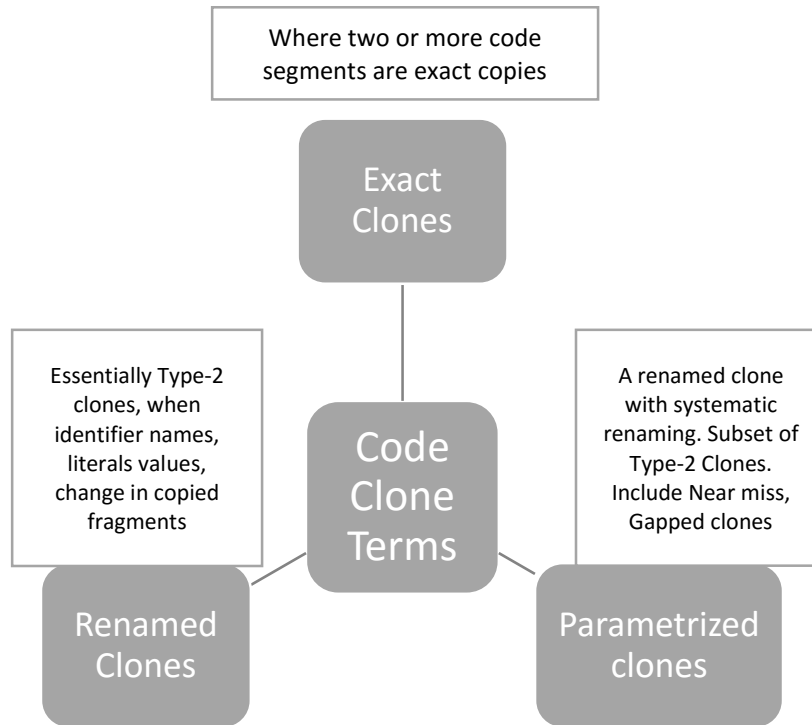 Where two or more code
segments are exact copies
Exact
Clones
Essentially Type-2
clones, when
identifier names,
literals values,
change in copied
fragments
A renamed clone
with systematic
renaming. Subset of
Type-2 Clones.
Include Near miss,
Gapped clones
Code
Clone
Terms
Renamed
Clones
Parametrized
clones